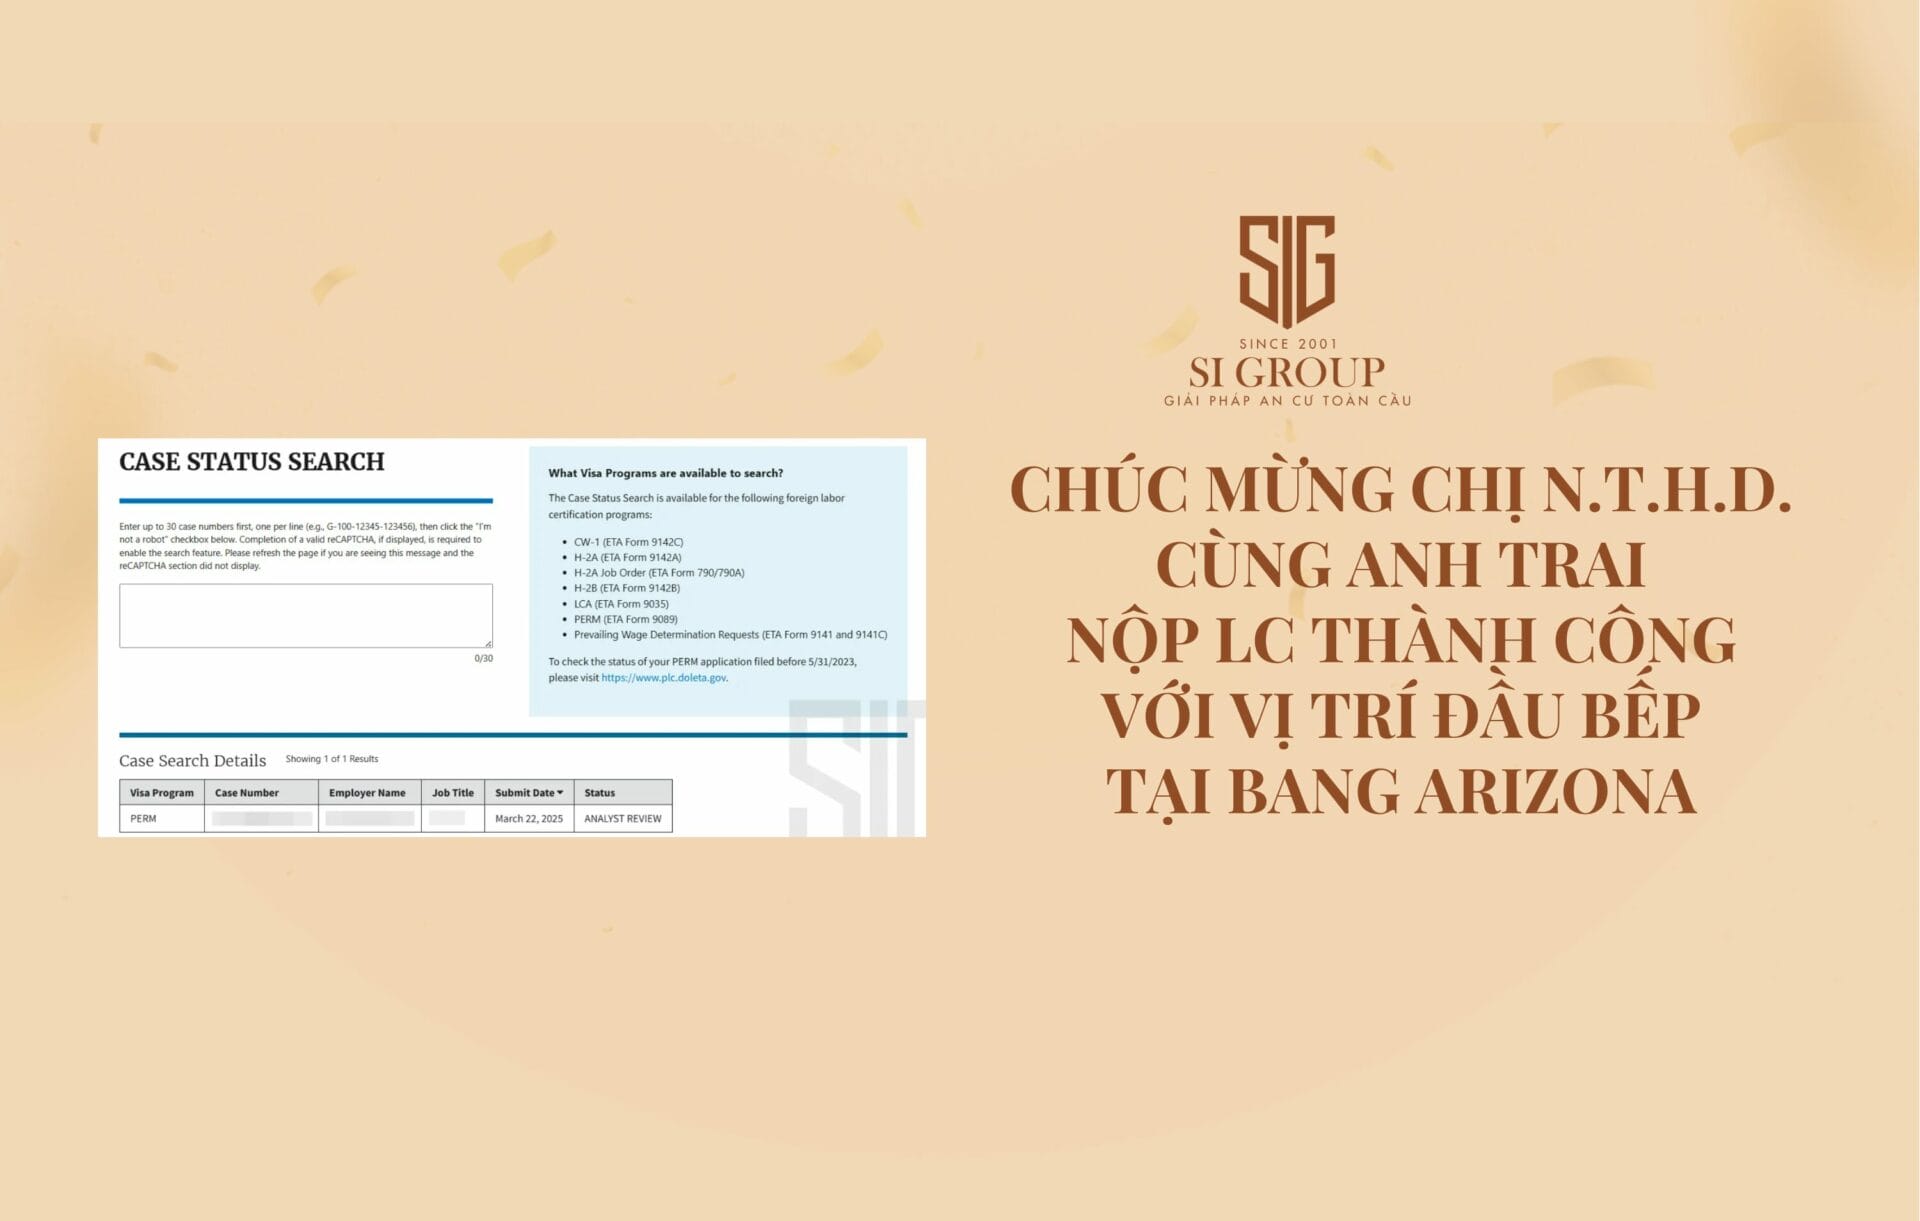 CASE STATUS SEARCH
Enter up to 30 case numbers first, one per line (e.g., G-100-12345-123456), then click the "I'm
not a robot" checkbox below. Completion of a valid reCAPTCHA, if displayed, is required to
enable the search feature. Please refresh the page if you are seeing this message and the
reCAPTCHA section did not display.
0/30
What Visa Programs are available to search?
The Case Status Search is available for the following foreign labor
certification programs:
• CW-1 (ETA Form 9142C)
• H-2A (ETA Form 9142A)
• H-2A Job Order (ETA Form 790/790A)
• H-2B (ETA Form 9142B)
• LCA (ETA Form 9035)
• PERM (ETA Form 9089)
• Prevailing Wage Determination Requests (ETA Form 9141 and 9141C)
To check the status of your PERM application filed before 5/31/2023,
please visit https://www.plc.doleta.gov.
Case Search Details Showing 1 of 1 Results
Visa Program Case Number Employer Name Job Title Submit Date Status
PERM March 22, 2025 ANALYST REVIEW
SIG
SINCE 2001
SI GROUP
GIẢI PHÁP AN CƯ TOÀN CẦU
CHÚC MỪNG CHỊ N.T.H.D.
CÙNG ANH TRAI
NỘP LC THÀNH CÔNG
VỚI VỊ TRÍ ĐẦU BẾP
TẠI BANG ARIZONA